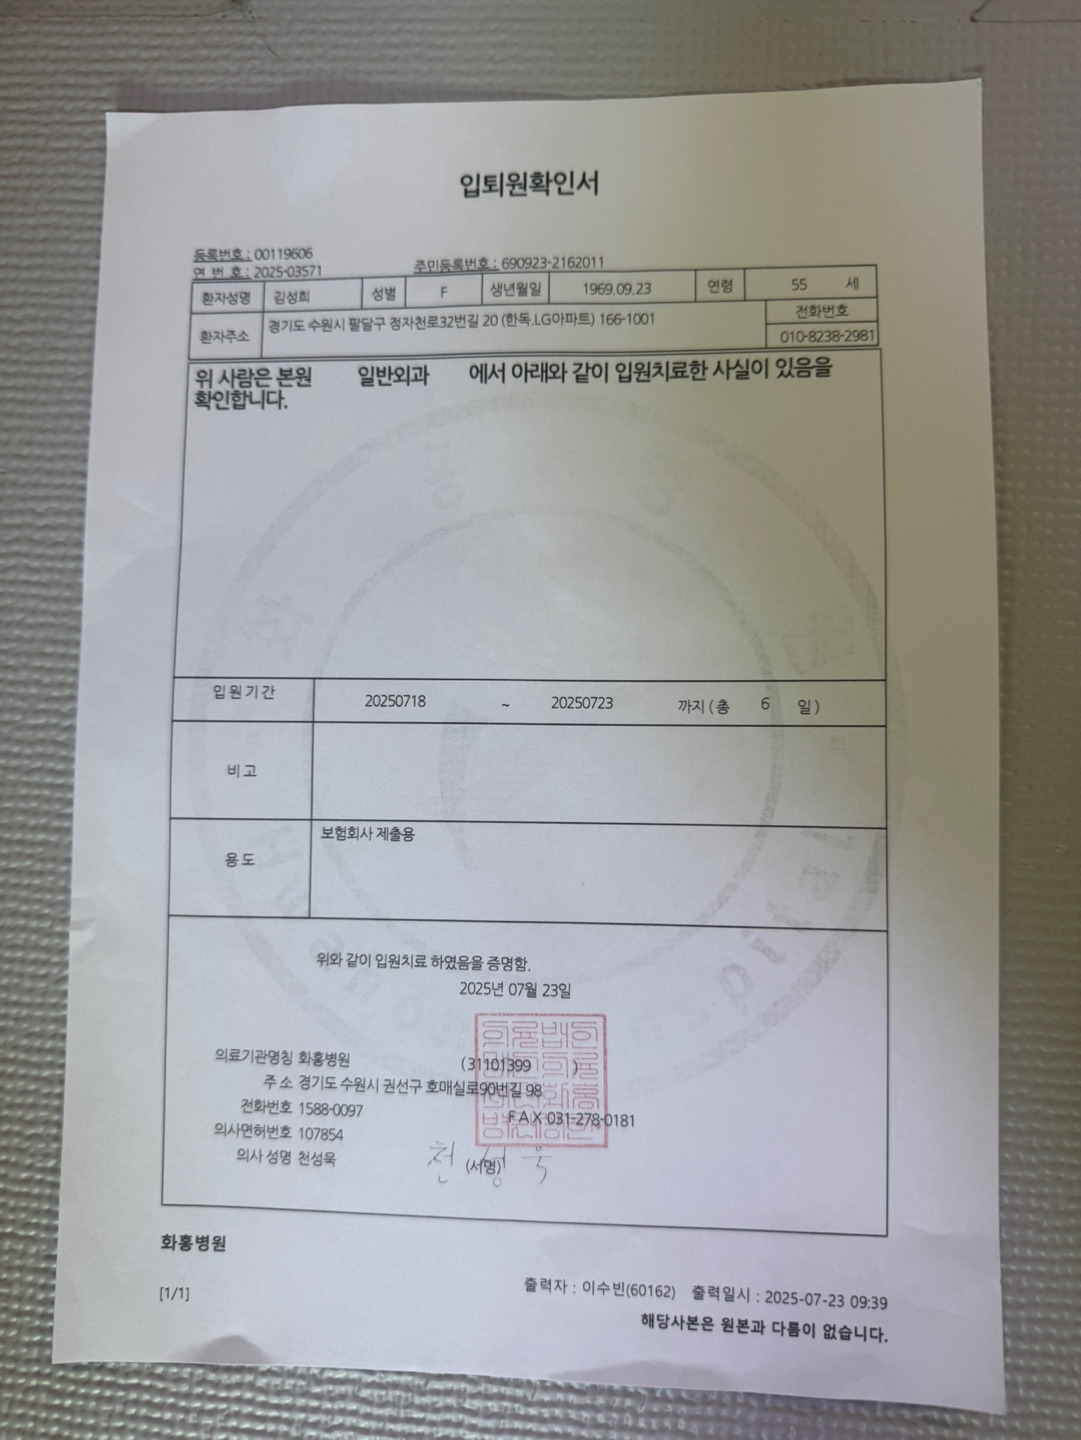 입퇴원확인서
등록번호 : 00119606
연 번 호 : 2025-03571
주민등록번호 : 690923-2162011
환자성명 김성희 성별 F 생년월일 1969.09.23 연령 55 세
환자주소 경기도 수원시 팔달구 정자천로32번길 20 (한독.LG아파트) 166-1001
전화번호
010-8238-2981
위 사람은 본원 일반외과 에서 아래와 같이 입원치료한 사실이 있음을
확인합니다.
입원기간 20250718 ~ 20250723 까지 ( 총 6 일 )
비고
용도 보험회사 제출용
위와 같이 입원치료 하였음을 증명함.
2025년 07월 23일
의료기관명칭 화홍병원 (31101399 )
주 소 경기도 수원시 권선구 호매실로90번길 98
전화번호 1588-0097 F A X 031-278-0181
의사면허번호 107854
의사 성명 천성욱 (서명) 천 성 욱
화홍병원
[1/1]
출력자 : 이수빈(60162) 출력일시 : 2025-07-23 09:39
해당사본은 원본과 다름이 없습니다.